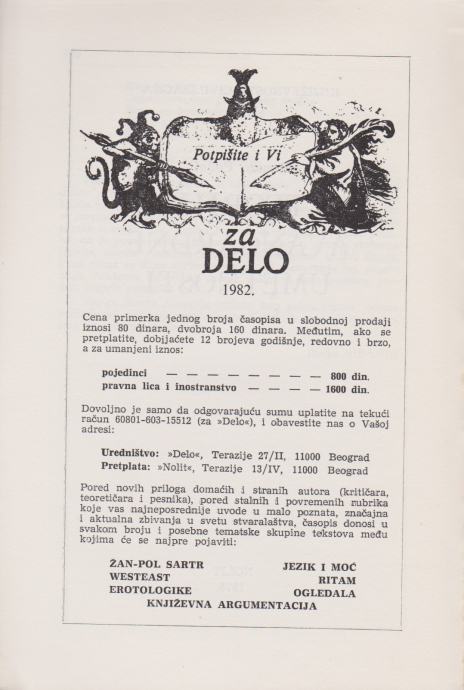 Potpišite i Vi
za
DELO
1982.
Cena primerka jednog broja časopisa u slobodnoj prodaji
iznosi 80 dinara, dvobroja 160 dinara. Međutim, ako se
pretplatite, dobijaćete 12 brojeva godišnje, redovno i brzo,
a za umanjeni iznos:
pojedinci — — — — — — — — — 800 din.
pravna lica i inostranstvo — — — — 1600 din.
Dovoljno je samo da odgovarajuću sumu uplatite na tekući
račun 60801-603-15512 (za »Delo«), i obavestite nas o Vašoj
adresi:
Uredništvo: »Delo«, Terazije 27/II, 11000 Beograd
Pretplata: »Nolit«, Terazije 13/IV, 11000 Beograd
Pored novih priloga domaćih i stranih autora (kritičara,
teoretičara i pesnika), pored stalnih i povremenih rubrika
koje vas najneposrednije uvode u malo poznata, značajna
i aktualna zbivanja u svetu stvaralaštva, časopis donosi u
svakom broju i posebne tematske skupine tekstova među
kojima će se najpre pojaviti:
ŽAN-POL SARTR JEZIK I MOĆ
WESTEAST RITAM
EROTOLOGIKE OGLEDALA
KNJIŽEVNA ARGUMENTACIJA